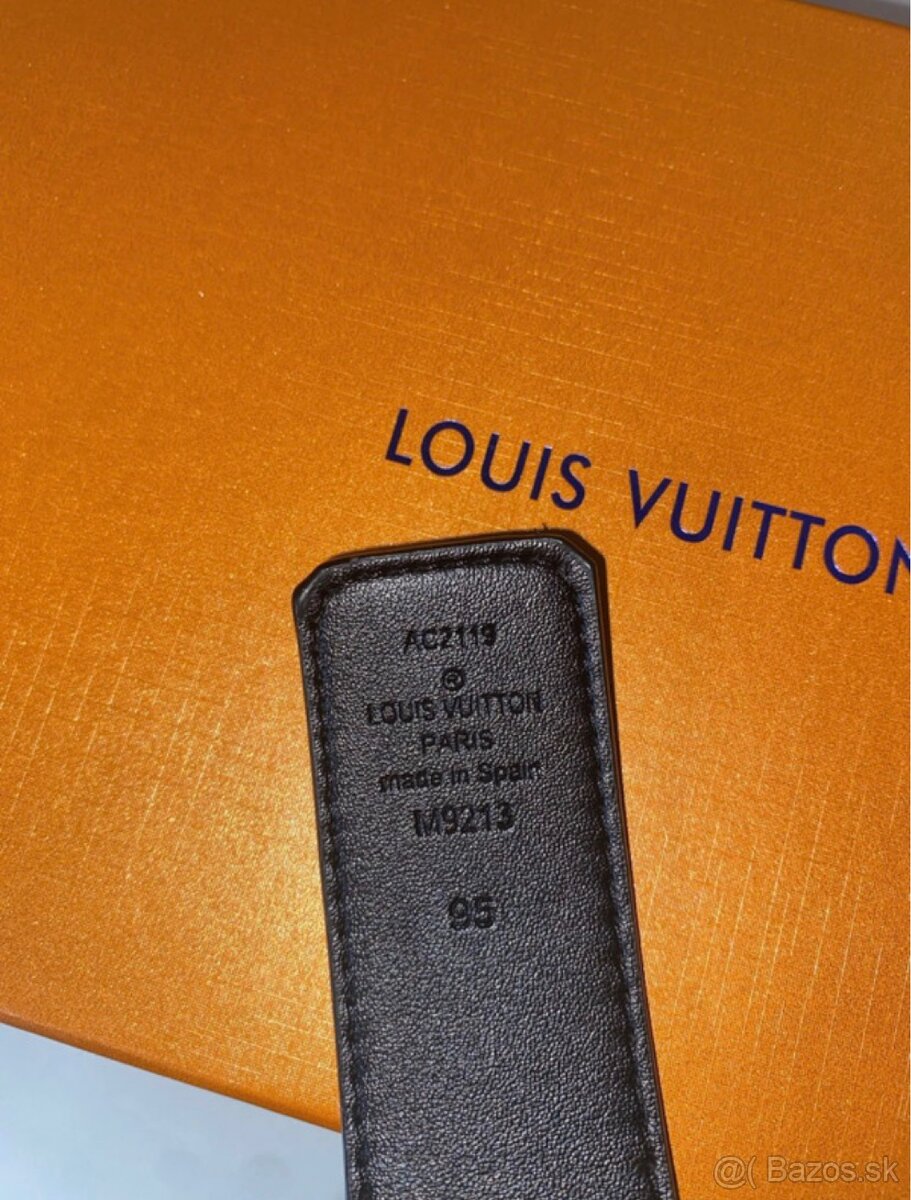 LOUIS VUITTON
AC2119
®
LOUIS VUITTON
PARIS
made in Spain
M9213
95
@( Bazos.sk